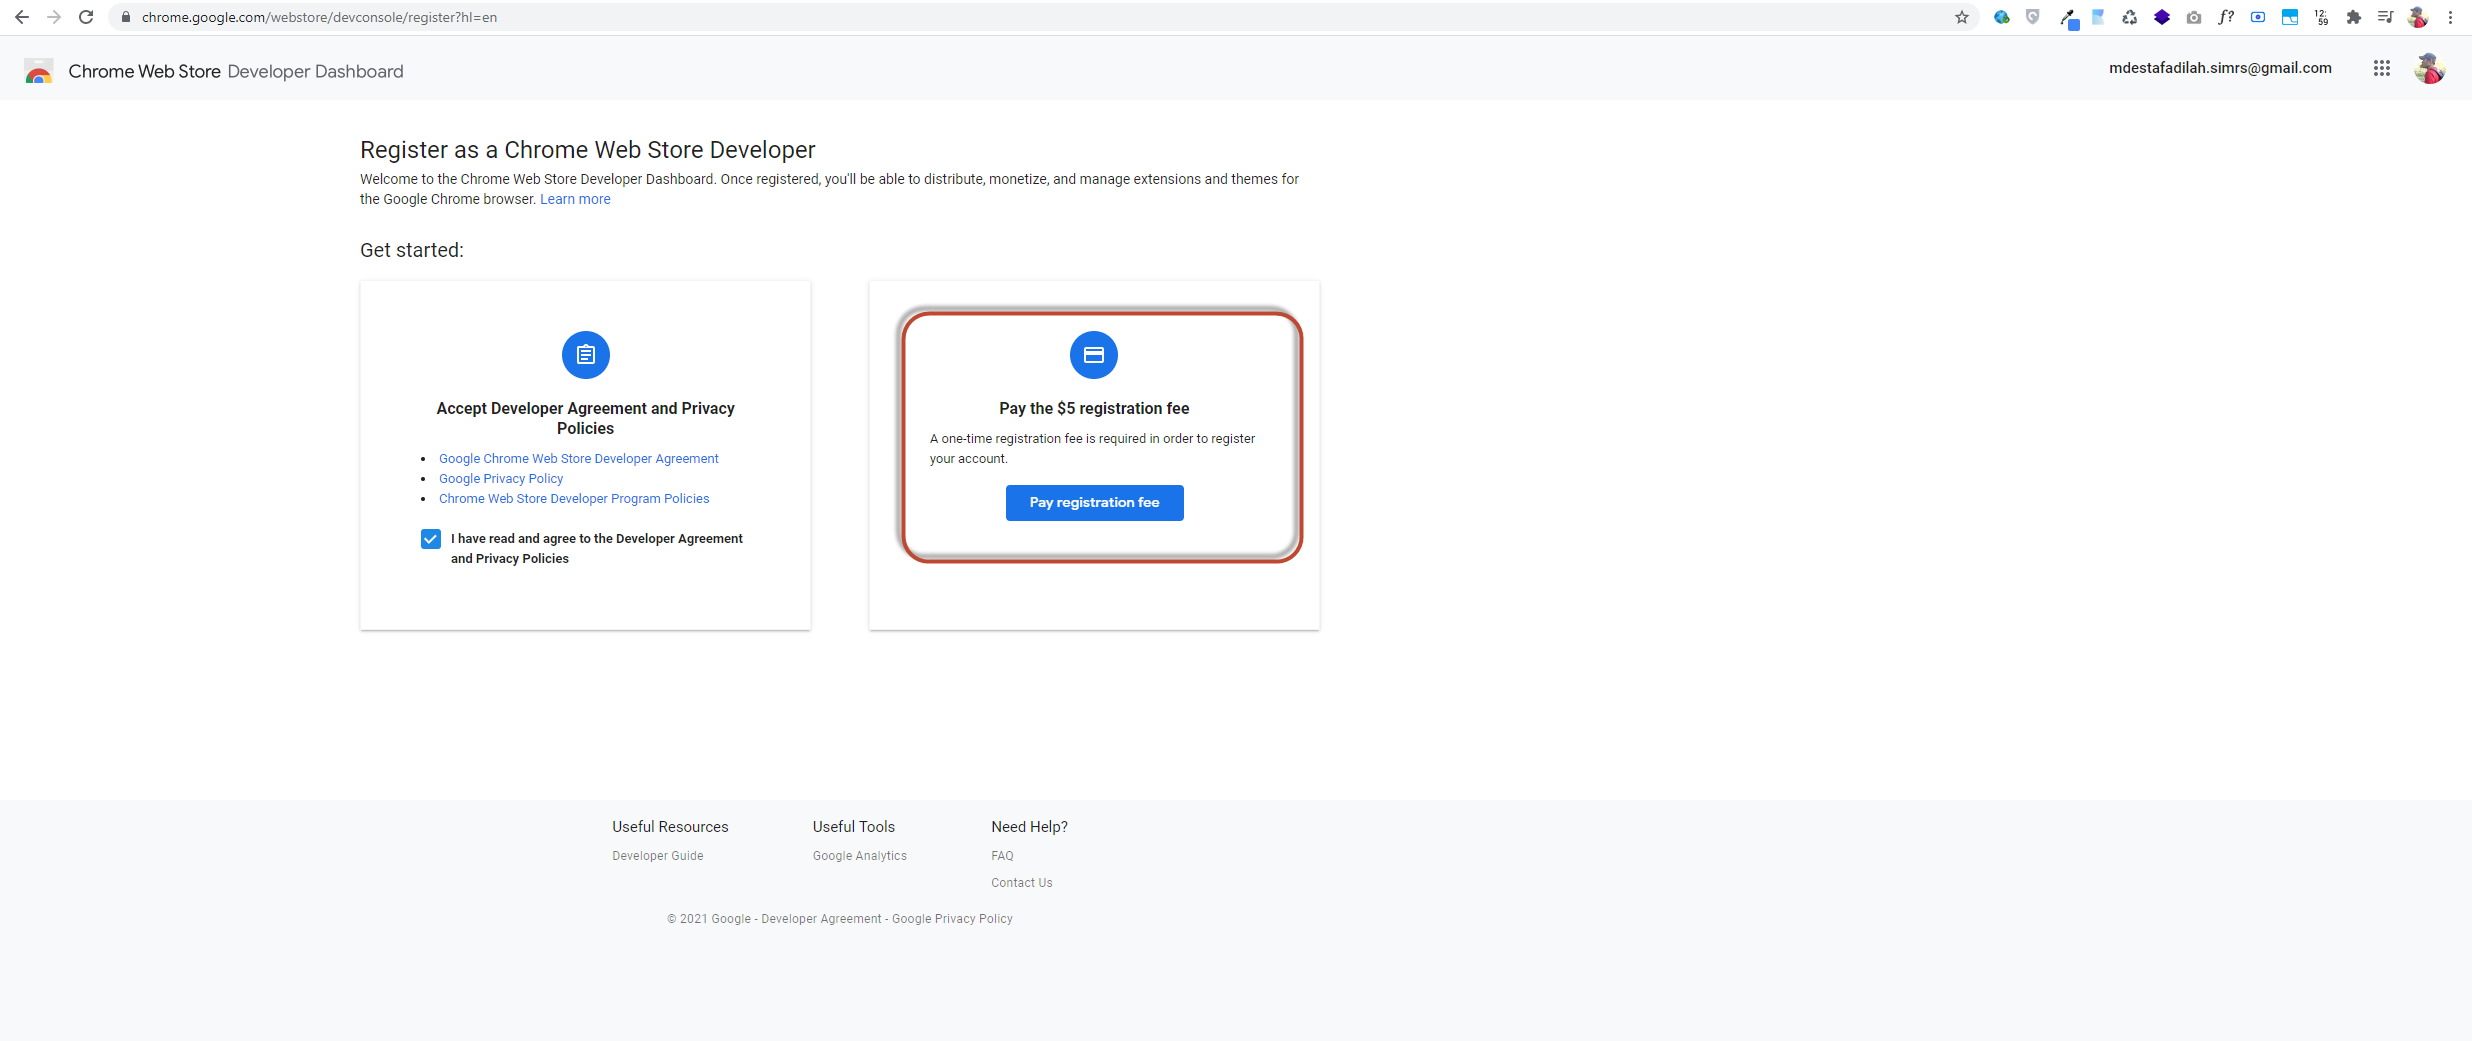 chrome.google.com/webstore/devconsole/register?hl=en
f?
12:
59
Chrome Web Store Developer Dashboard
mdestafadilah.simrs@gmail.com
Register as a Chrome Web Store Developer
Welcome to the Chrome Web Store Developer Dashboard. Once registered, you'll be able to distribute, monetize, and manage extensions and themes for
the Google Chrome browser. Learn more
Get started:
Accept Developer Agreement and Privacy
Policies
• Google Chrome Web Store Developer Agreement
• Google Privacy Policy
• Chrome Web Store Developer Program Policies
I have read and agree to the Developer Agreement
and Privacy Policies
Pay the $5 registration fee
A one-time registration fee is required in order to register
your account.
Pay registration fee
Useful Resources
Developer Guide
Useful Tools
Google Analytics
Need Help?
FAQ
Contact Us
© 2021 Google - Developer Agreement - Google Privacy Policy